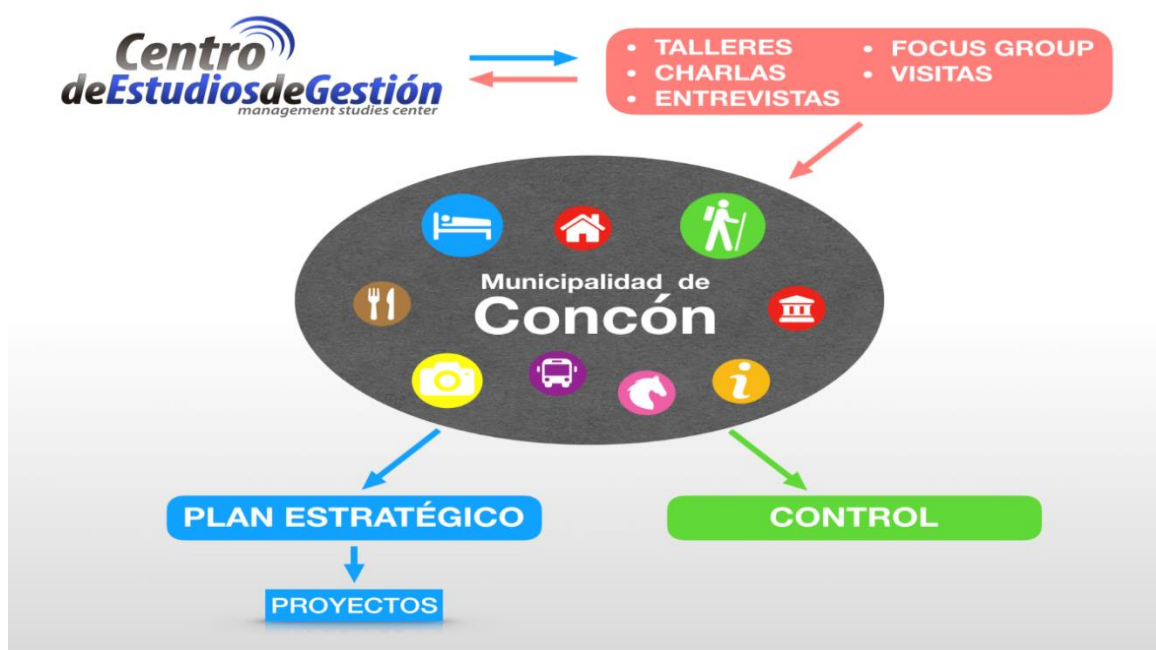 Centro
deEstudiosdeGestión
management studies center
• TALLERES
• CHARLAS
• ENTREVISTAS
• FOCUS GROUP
• VISITAS
Municipalidad de
Concón
PLAN ESTRATÉGICO
CONTROL
PROYECTOS